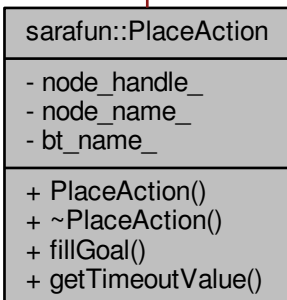 sarafun::PlaceAction
- node_handle_
- node_name_
- bt_name_
+ PlaceAction()
+ ~PlaceAction()
+ fillGoal()
+ getTimeoutValue()